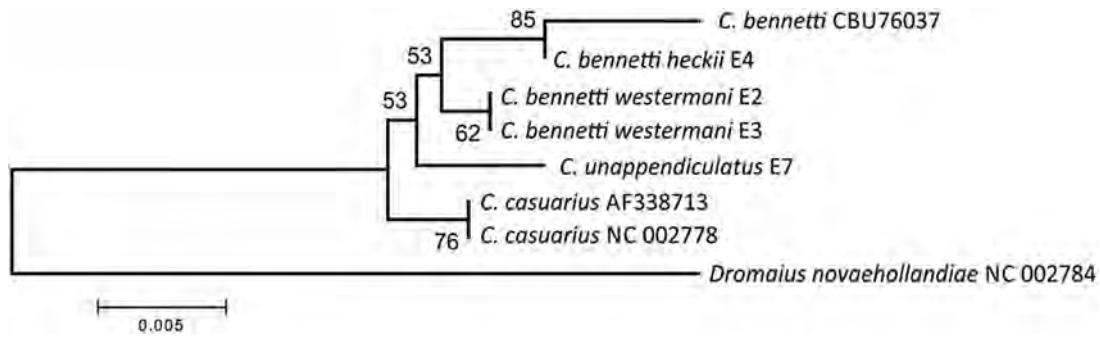 85
C. bennetti CBU76037
53
C. bennetti heckii E4
C. bennetti westermani E2
53
62
C. bennetti westermani E3
C. unappendiculatus E7
C. casuarius AF338713
76
C. casuarius NC 002778
Dromaius novaehollandiae NC 002784
0.005